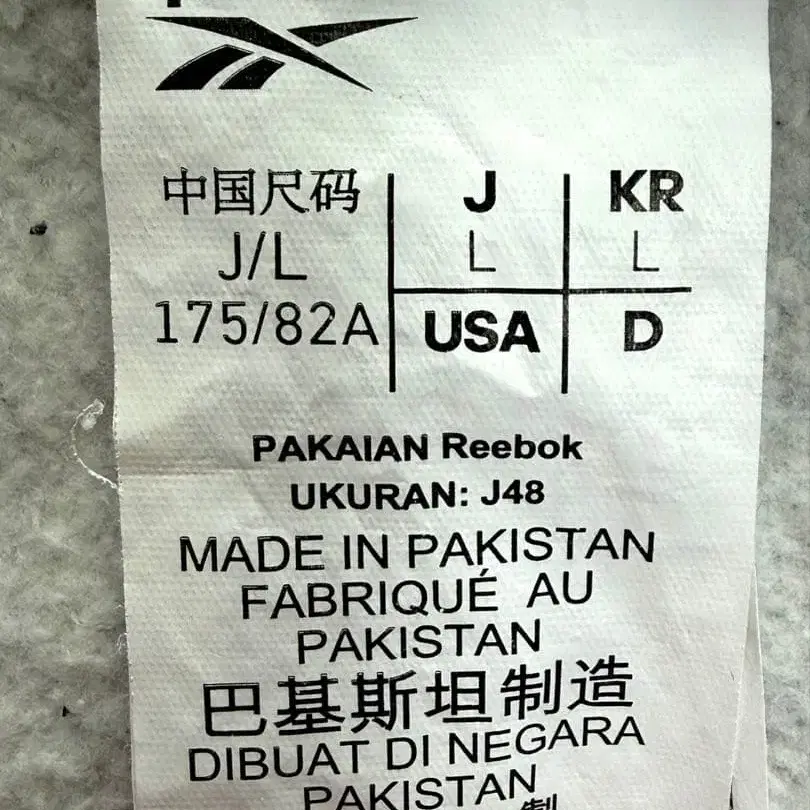 中国尺码 J KR
J/L L L
175/82A USA D
PAKAIAN Reebok
UKURAN: J48
MADE IN PAKISTAN
FABRIQUÉ AU
PAKISTAN
巴基斯坦制造
DIBUAT DI NEGARA
PAKISTAN